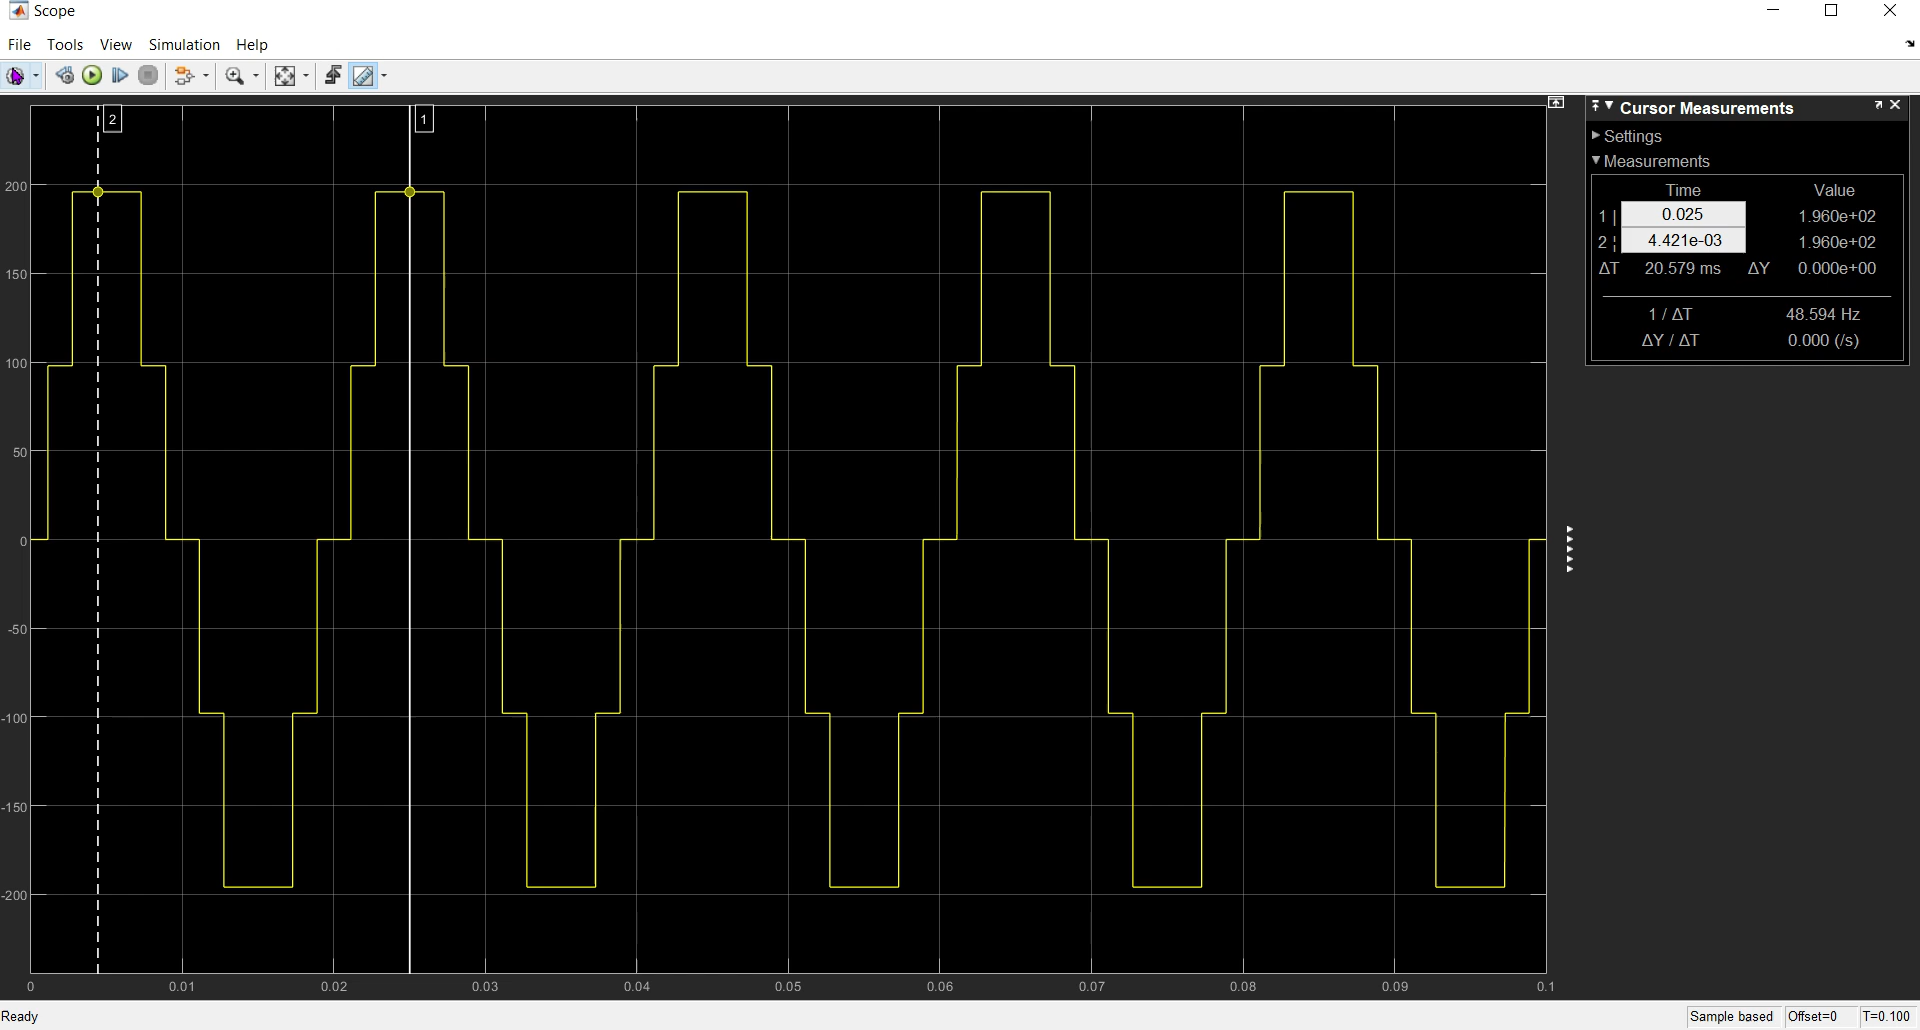 Scope
File Tools View Simulation Help
2
1
200
150
100
50
0
-50
-100
-150
-200
0 0.01 0.02 0.03 0.04 0.05 0.06 0.07 0.08 0.09 0.1
Cursor Measurements
Settings
Measurements
Time Value
1 | 0.025 1.960e+02
2 ¦ 4.421e-03 1.960e+02
ΔT 20.579 ms ΔY 0.000e+00
1 / ΔT 48.594 Hz
ΔY / ΔT 0.000 (/s)
Ready Sample based Offset=0 T=0.100